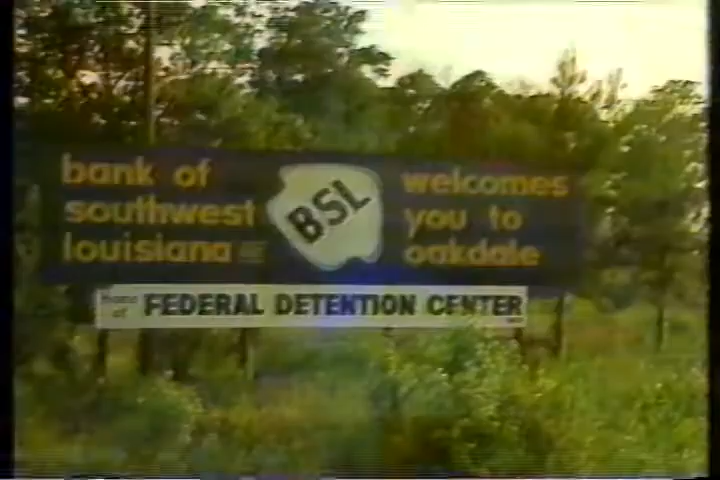 bank of
southwest
louisiana
BSL
welcomes
you to
oakdale
Home
of
FEDERAL DETENTION CENTER